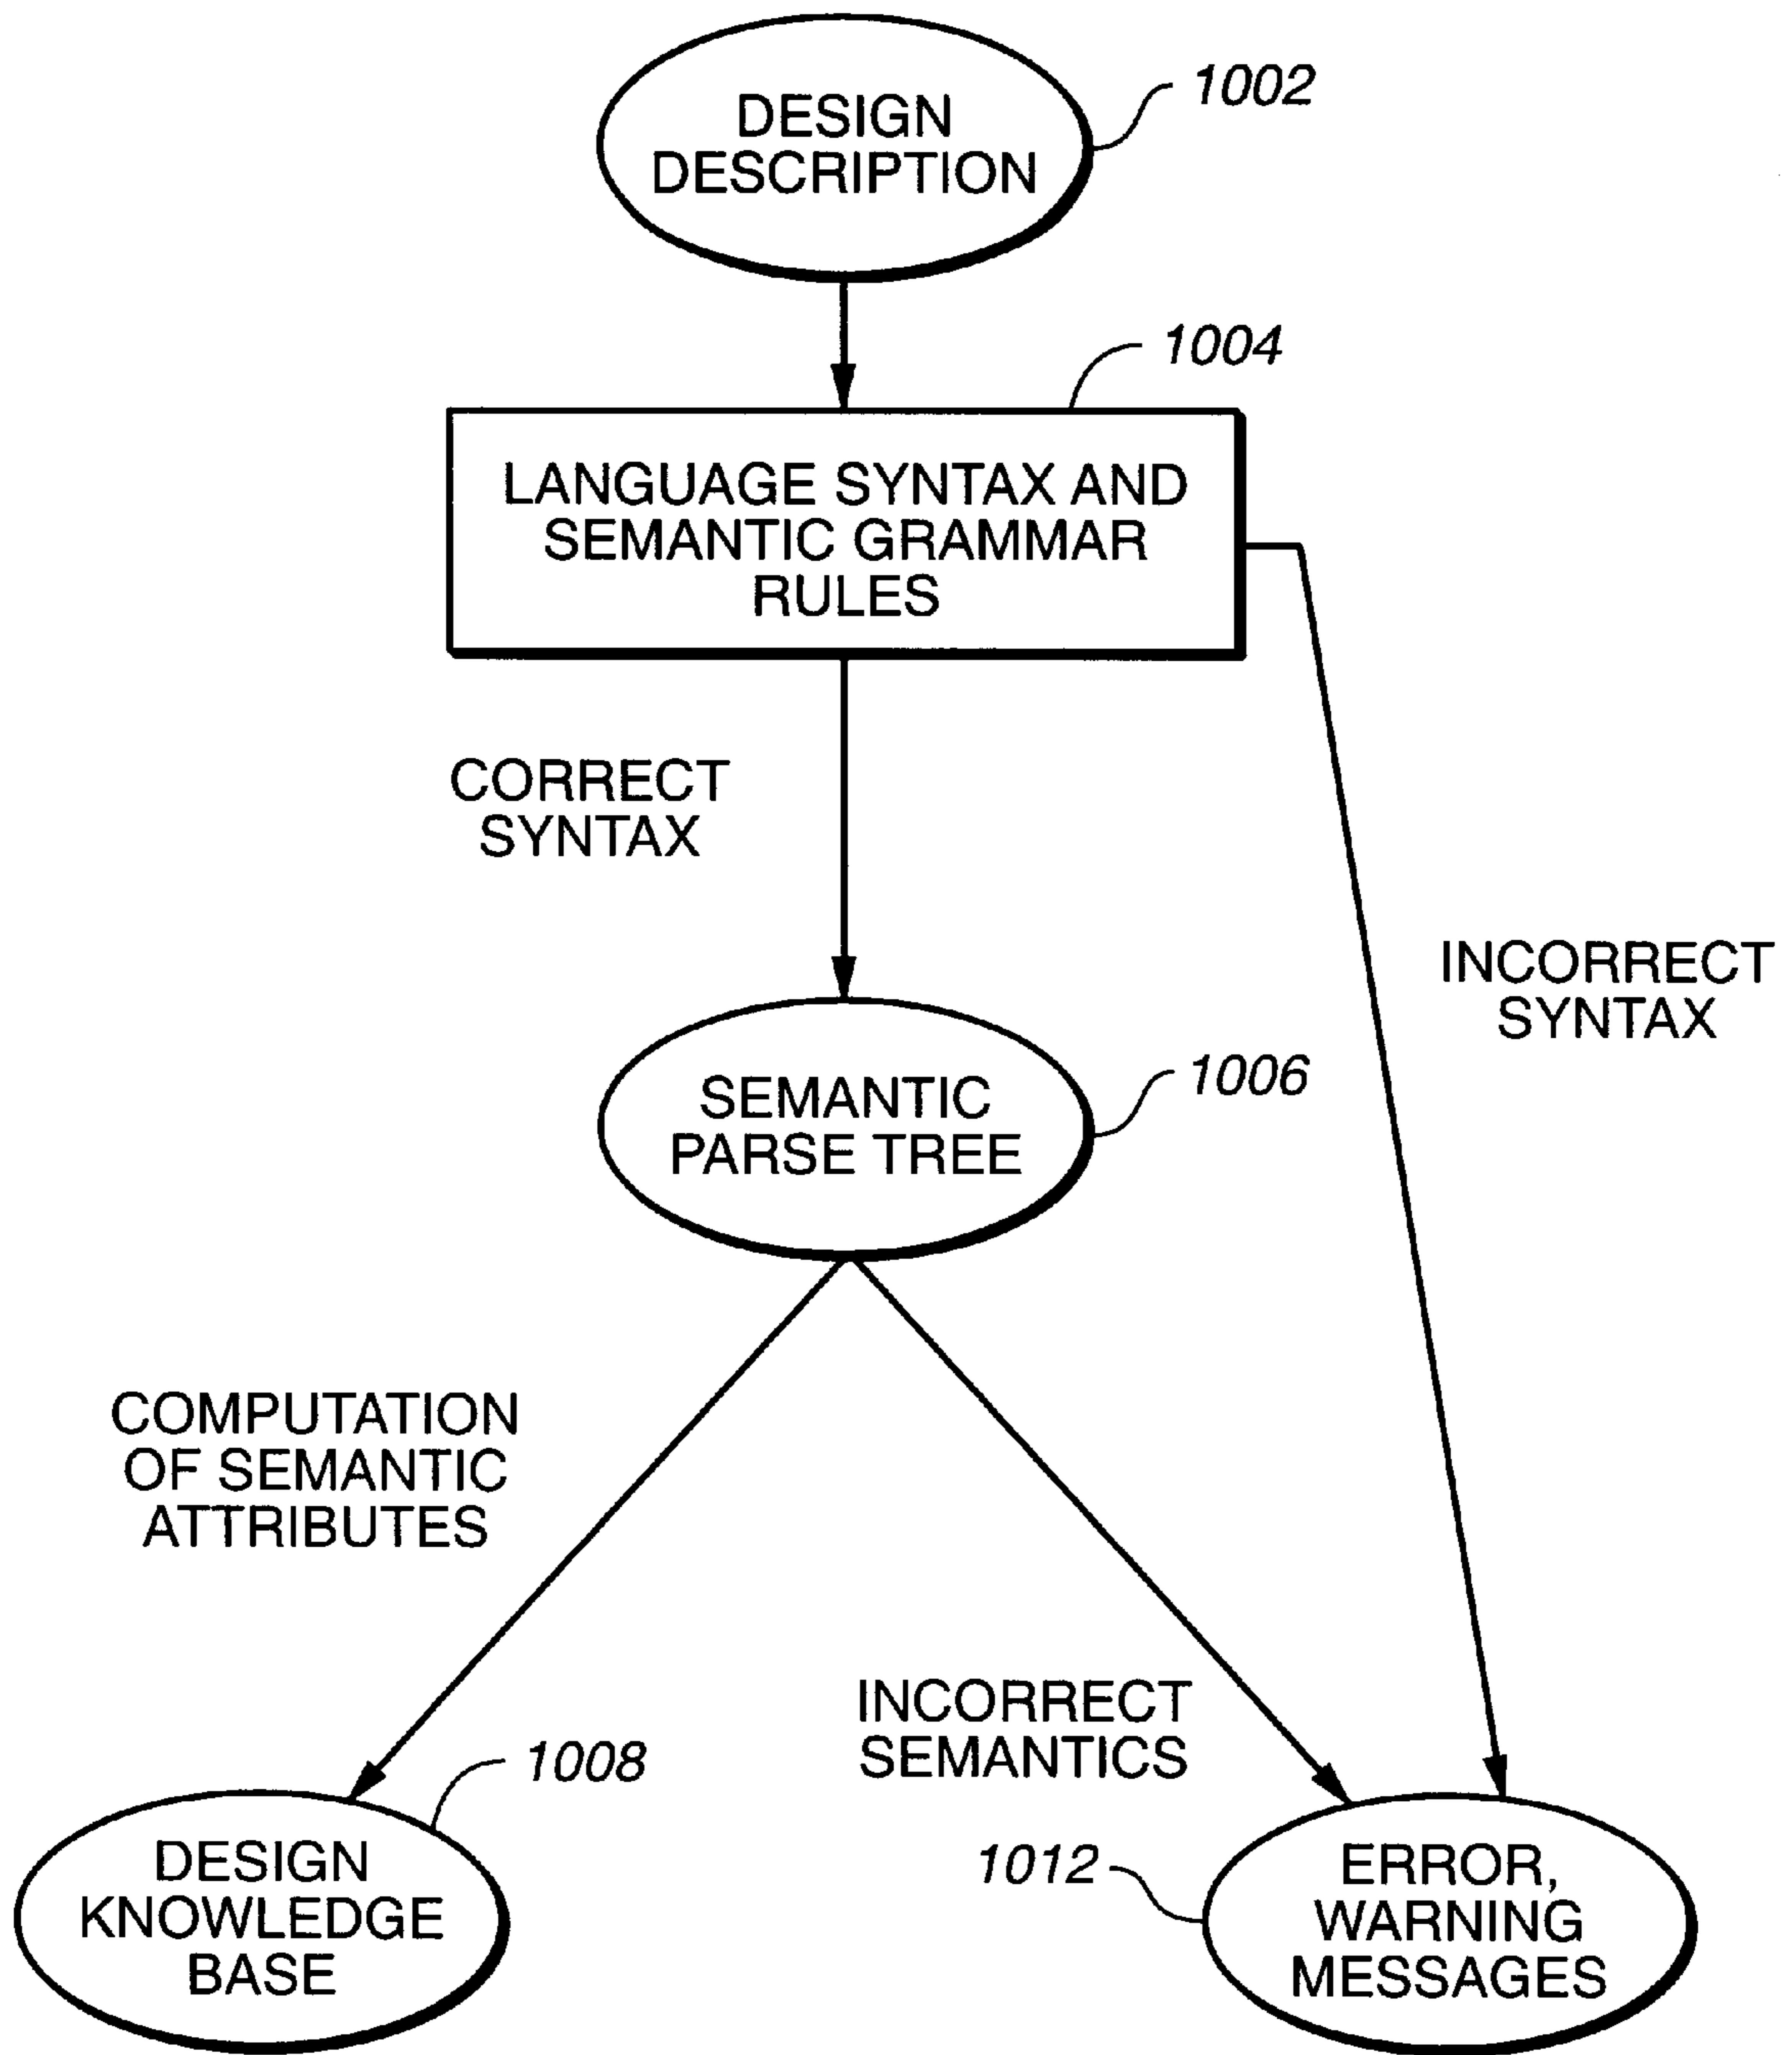 DESIGN
DESCRIPTION
1002
1004
LANGUAGE SYNTAX AND
SEMANTIC GRAMMAR
RULES
CORRECT
SYNTAX
INCORRECT
SYNTAX
SEMANTIC
PARSE TREE
1006
COMPUTATION
OF SEMANTIC
ATTRIBUTES
INCORRECT
SEMANTICS
1008
DESIGN
KNOWLEDGE
BASE
1012
ERROR,
WARNING
MESSAGES